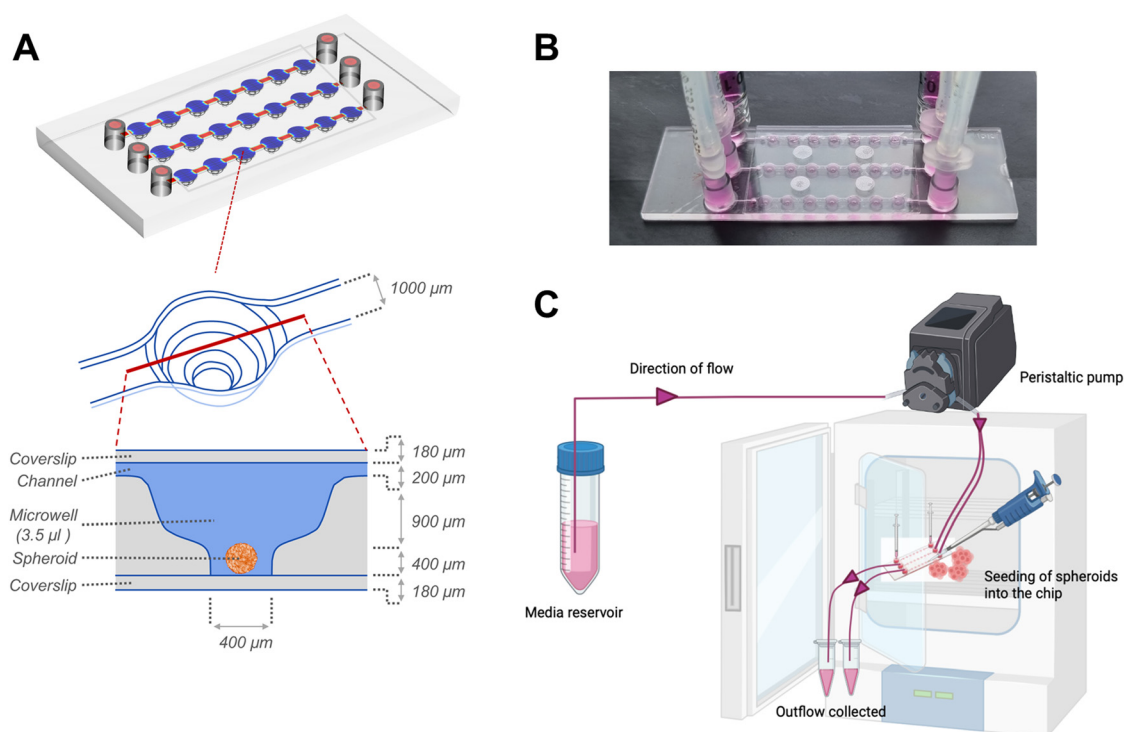 A
B
1000 µm
C
Direction of flow
Peristaltic pump
Coverslip
180 µm
Channel
200 µm
Microwell
(3.5 µl )
900 µm
Spheroid
400 µm
Coverslip
180 µm
400 µm
Media reservoir
Seeding of spheroids
into the chip
Outflow collected